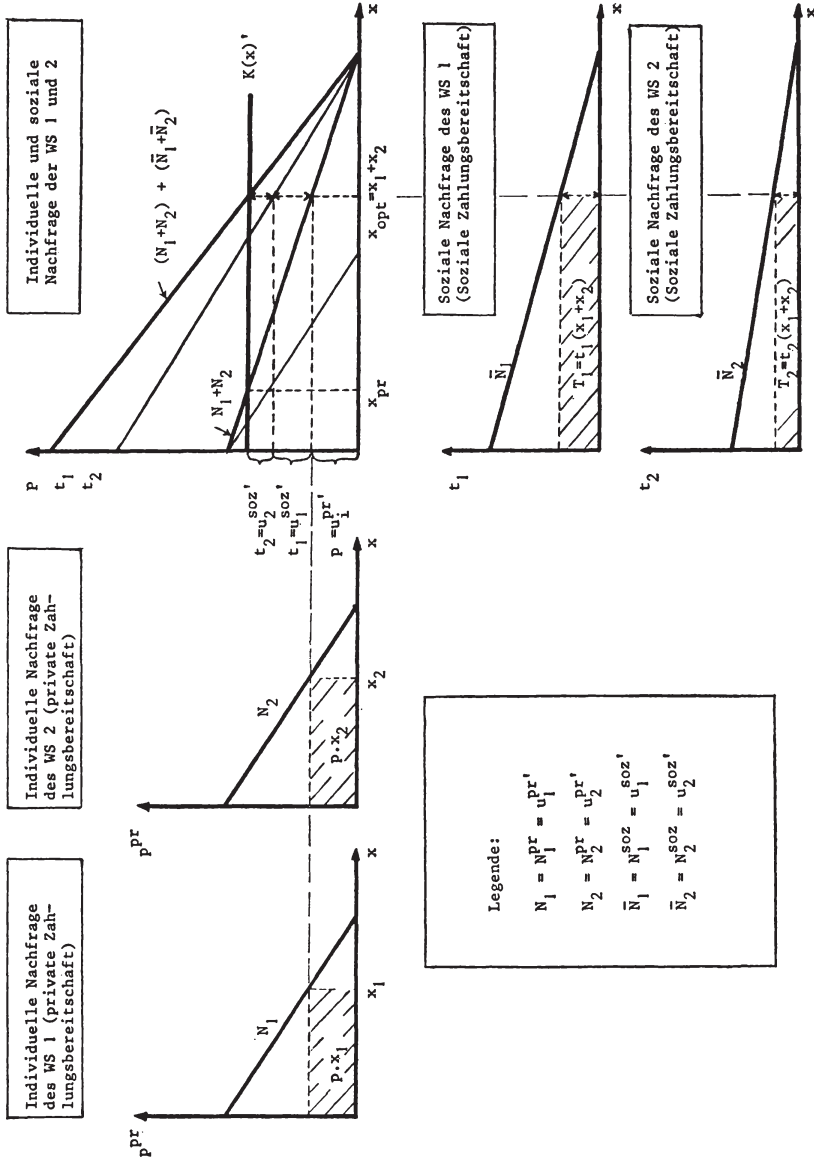 Individuelle Nachfrage
des WS 1 (private Zah-
lungsbereitschaft)
p^pr
N_1
p.x_1
x_1
x
Individuelle Nachfrage
des WS 2 (private Zah-
lungsbereitschaft)
p^pr
N_2
p.x_2
x_2
x
Individuelle und soziale
Nachfrage der WS 1 und 2
p
t_1
t_2
(N_1+N_2) + (N̄_1+N̄_2)
N_1+N_2
K(x)'
t_2=u_2^soz'
t_1=u_1^soz'
p=u_i^pr'
x_pr
x_opt=x_1+x_2
x
Legende:
N_1 = N_1^pr = u_1^pr'
N_2 = N_2^pr = u_2^pr'
N̄_1 = N_1^soz = u_1^soz'
N̄_2 = N_2^soz = u_2^soz'
Soziale Nachfrage des WS 1
(Soziale Zahlungsbereitschaft)
t_1
N̄_1
T_1=t_1(x_1+x_2)
x
Soziale Nachfrage des WS 2
(Soziale Zahlungsbereitschaft)
t_2
N̄_2
T_2=t_2(x_1+x_2)
x